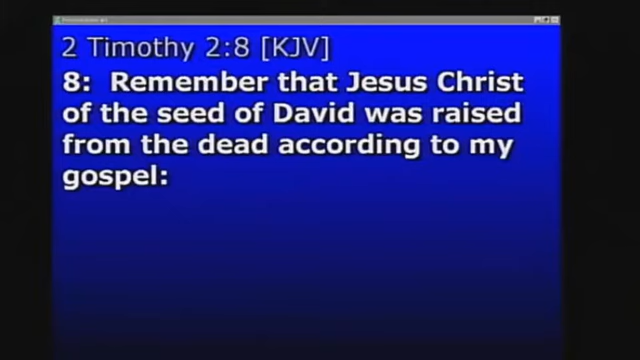 2 Timothy 2:8 [KJV]
8: Remember that Jesus Christ
of the seed of David was raised
from the dead according to my
gospel: